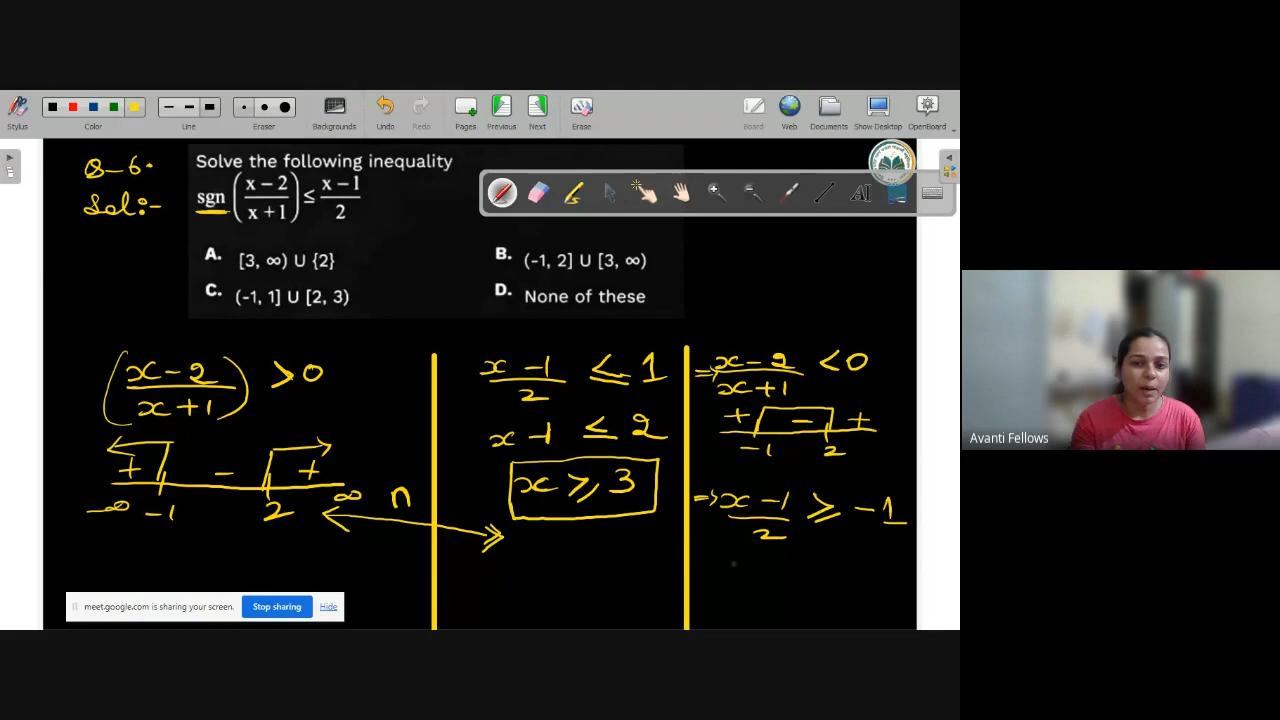 Stylus
Color
Line
Eraser
Backgrounds
Undo
Redo
Pages
Previous
Next
Erase
Board
Web
Documents
Show Desktop
OpenBoard
Q-6.
Sol:-
Solve the following inequality
sgn((x-2)/(x+1)) ≤ (x-1)/2
A. [3, ∞) U {2}
B. (-1, 2] U [3, ∞)
C. (-1, 1] U [2, 3)
D. None of these
((x-2)/(x+1)) > 0
+ - +
-∞ -1 2 ∞
n
(x-1)/2 ≤ 1
x-1 ≤ 2
x ≥ 3
=> (x-2)/(x+1) < 0
+ - +
-1 2
=> (x-1)/2 ≥ -1
AI
Avanti Fellows
meet.google.com is sharing your screen.
Stop sharing
Hide